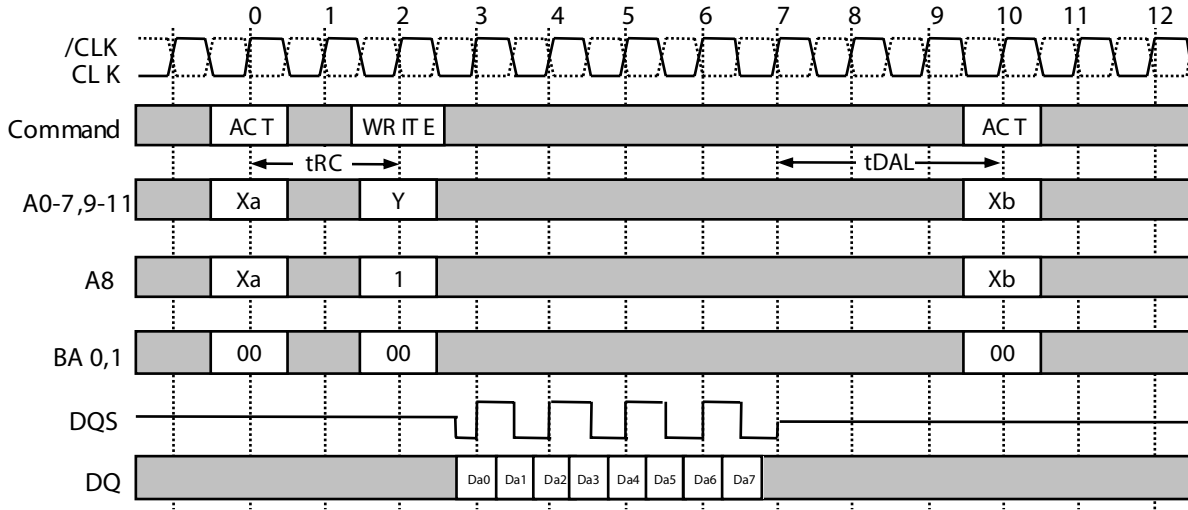 0 1 2 3 4 5 6 7 8 9 10 11 12
/CLK
CL K
Command AC T WR IT E AC T
tRC tDAL
A0-7,9-11 Xa Y Xb
A8 Xa 1 Xb
BA 0,1 00 00 00
DQS
DQ Da0 Da1 Da2 Da3 Da4 Da5 Da6 Da7